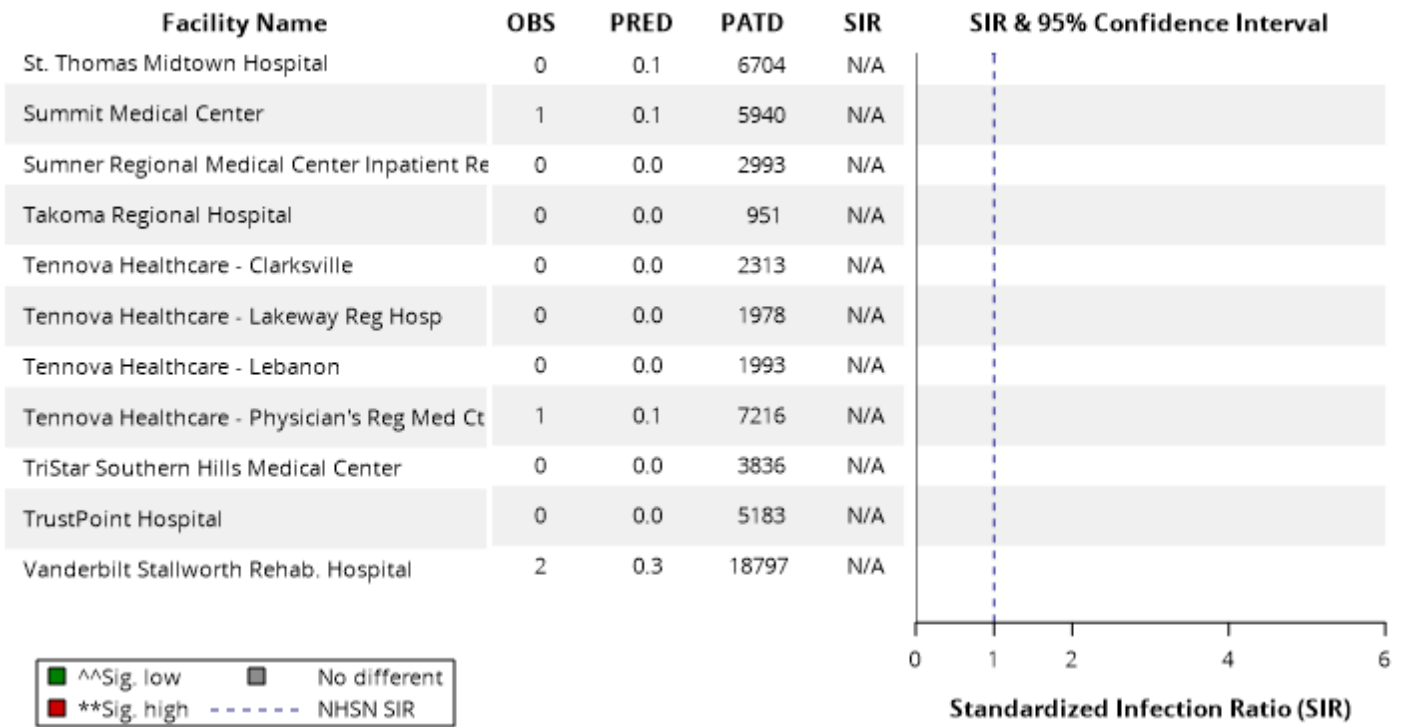 Facility Name OBS PRED PATD SIR SIR & 95% Confidence Interval
St. Thomas Midtown Hospital 0 0.1 6704 N/A
Summit Medical Center 1 0.1 5940 N/A
Sumner Regional Medical Center Inpatient Re 0 0.0 2993 N/A
Takoma Regional Hospital 0 0.0 951 N/A
Tennova Healthcare - Clarksville 0 0.0 2313 N/A
Tennova Healthcare - Lakeway Reg Hosp 0 0.0 1978 N/A
Tennova Healthcare - Lebanon 0 0.0 1993 N/A
Tennova Healthcare - Physician's Reg Med Ct 1 0.1 7216 N/A
TriStar Southern Hills Medical Center 0 0.0 3836 N/A
TrustPoint Hospital 0 0.0 5183 N/A
Vanderbilt Stallworth Rehab. Hospital 2 0.3 18797 N/A
0 1 2 4 6
Standardized Infection Ratio (SIR)
^^Sig. low No different
**Sig. high NHSN SIR